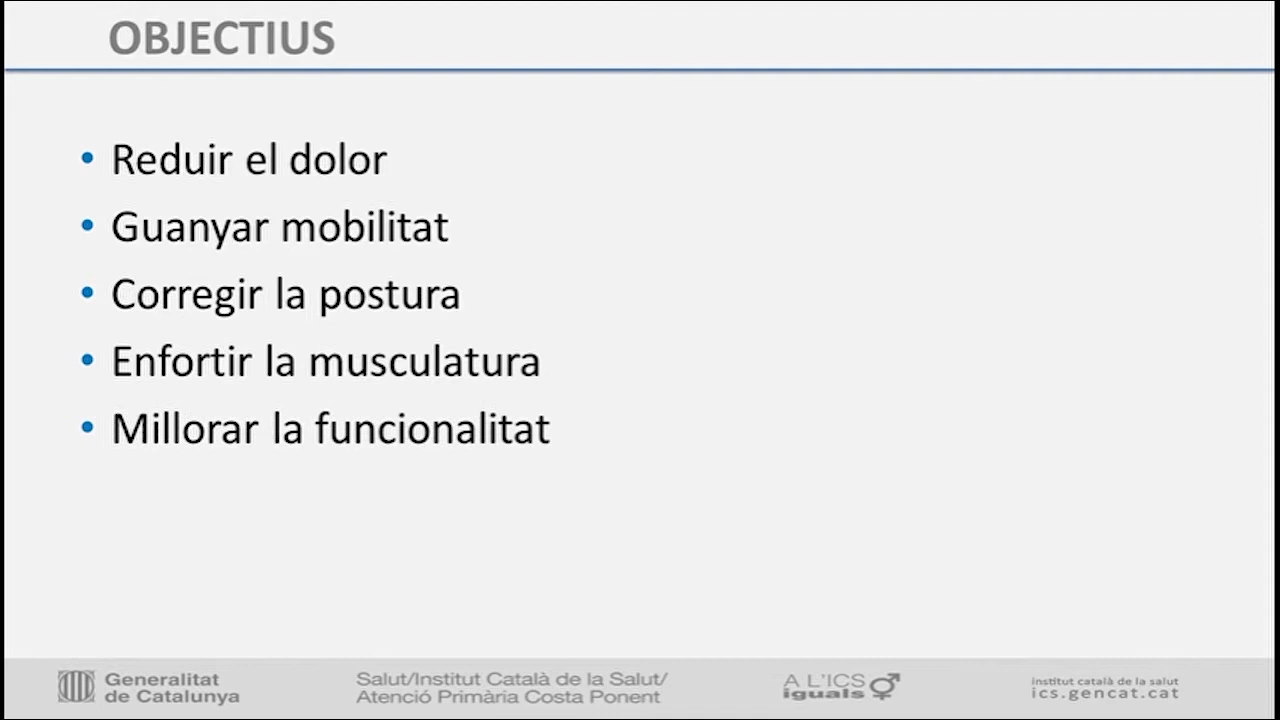 OBJECTIUS
• Reduir el dolor
• Guanyar mobilitat
• Corregir la postura
• Enfortir la musculatura
• Millorar la funcionalitat
Generalitat
de Catalunya
Salut/Institut Català de la Salut/
Atenció Primària Costa Ponent
A L'ICS
iguals
institut català de la salut
ics.gencat.cat